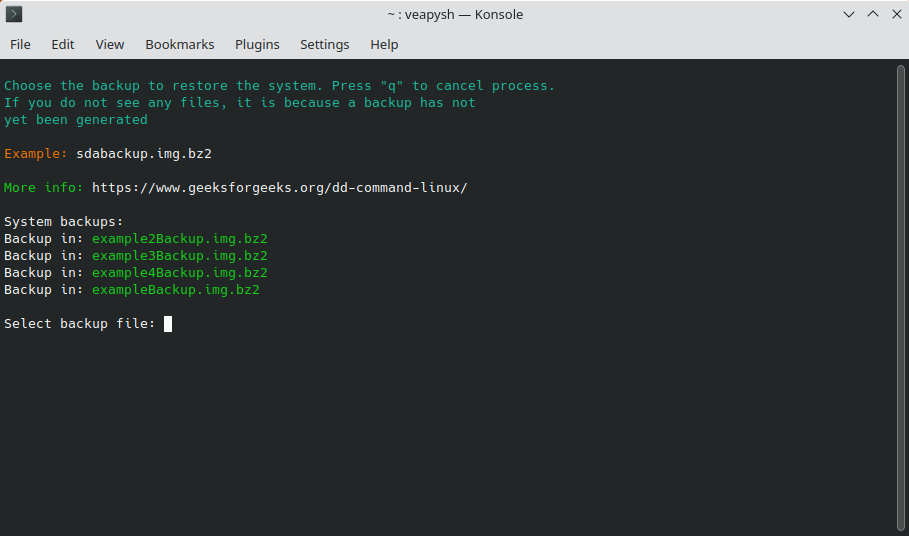 ~ : veapysh — Konsole
File Edit View Bookmarks Plugins Settings Help
Choose the backup to restore the system. Press "q" to cancel process.
If you do not see any files, it is because a backup has not
yet been generated
Example: sdabackup.img.bz2
More info: https://www.geeksforgeeks.org/dd-command-linux/
System backups:
Backup in: example2Backup.img.bz2
Backup in: example3Backup.img.bz2
Backup in: example4Backup.img.bz2
Backup in: exampleBackup.img.bz2
Select backup file: